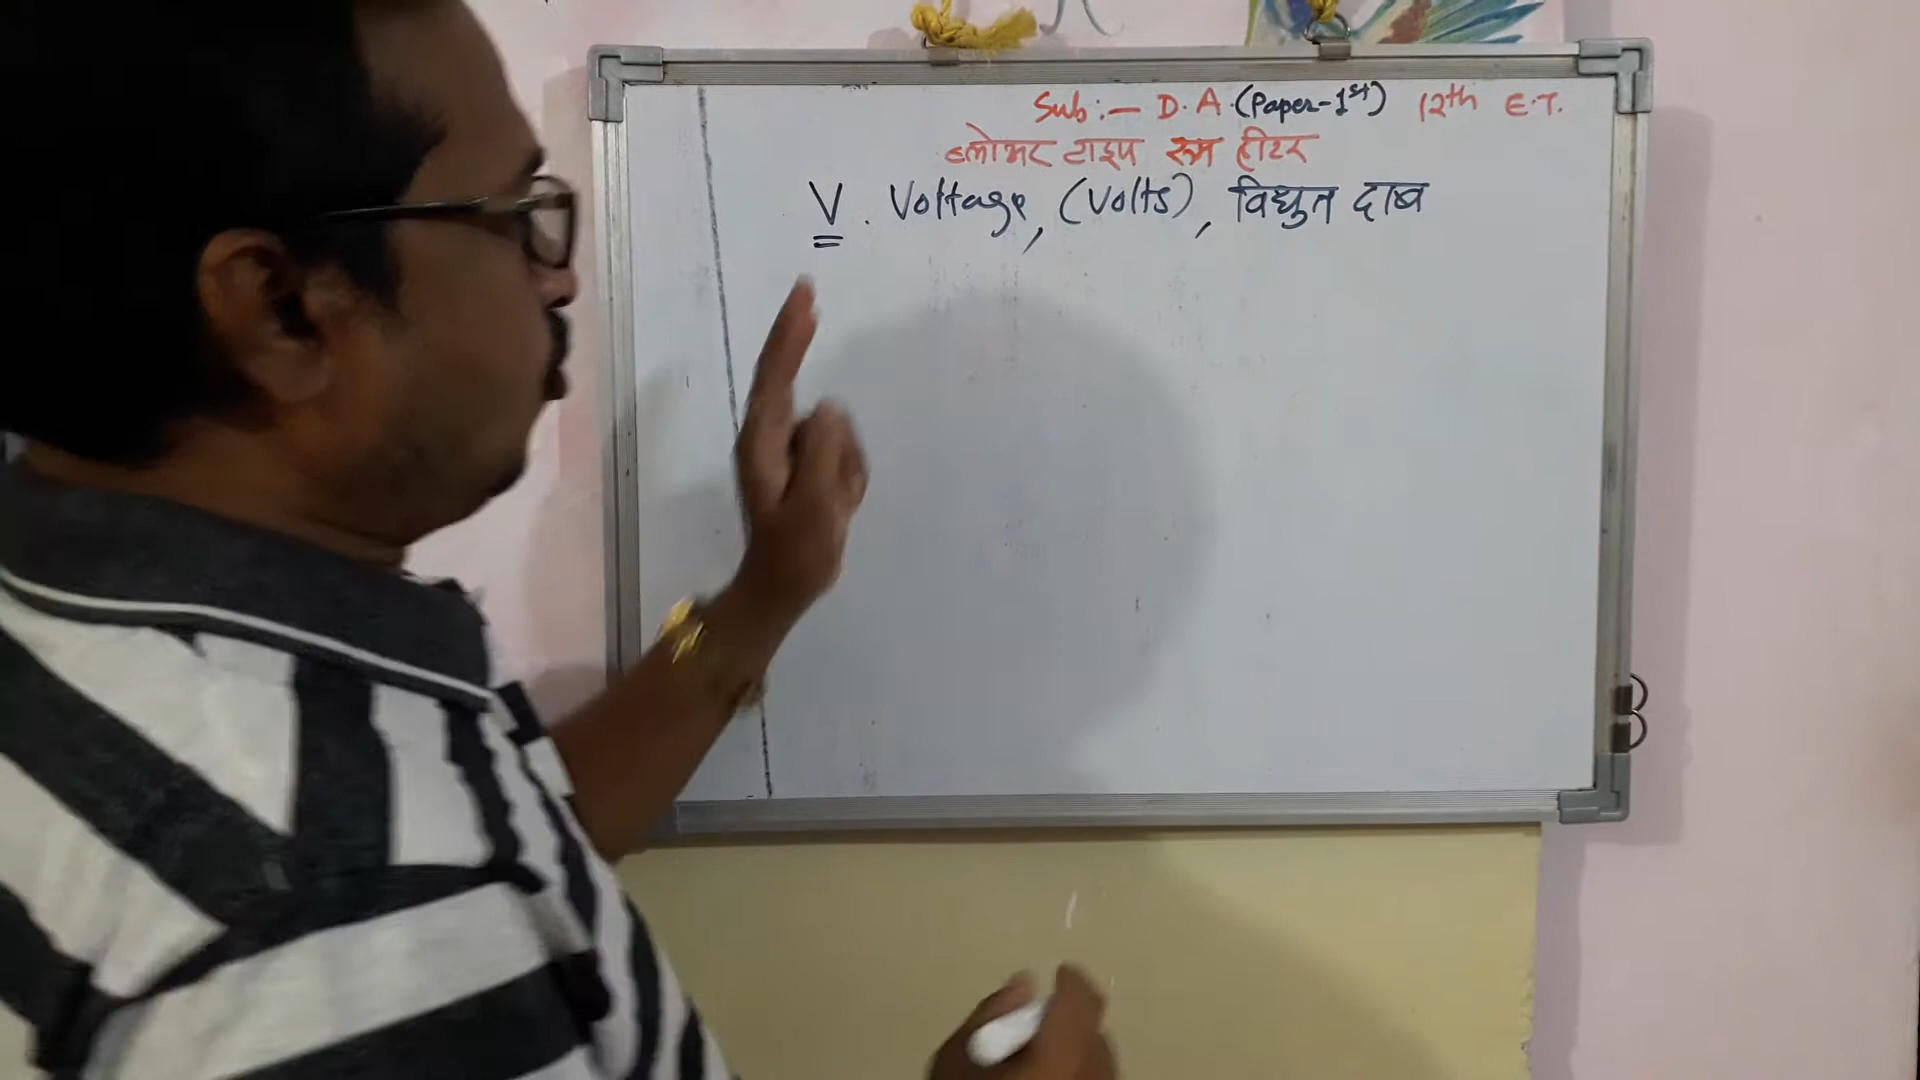 Sub:- D.A.(Paper-1st) 12th E.T.
ब्लोअर टाइप रूम हीटर
V. Voltage, (Volts), विधुत दाब